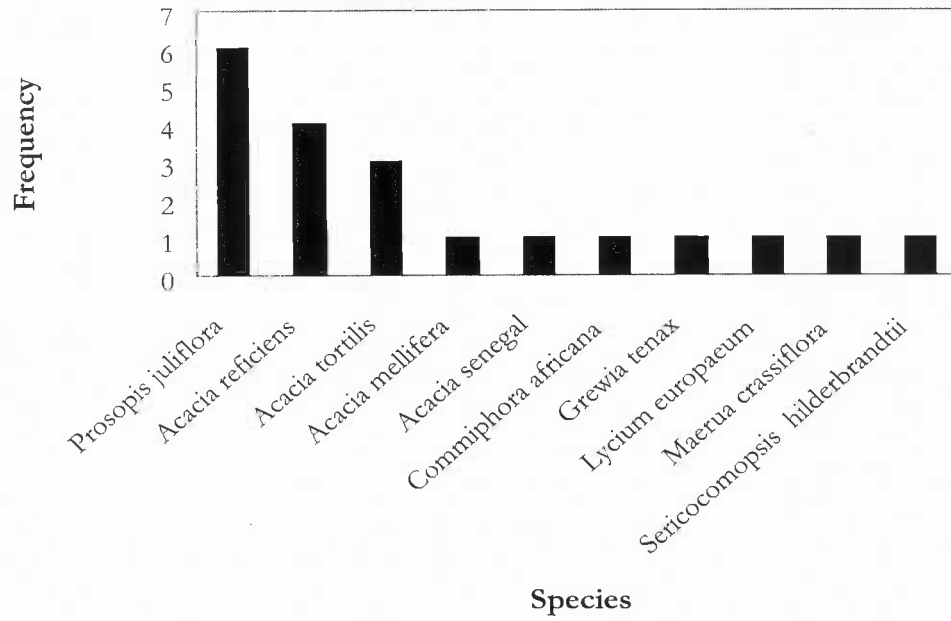 7
6
5
4
3
2
1
0
Frequency
Prosopis juliflora
Acacia reficiens
Acacia tortilis
Acacia mellifera
Acacia senegal
Commiphora africana
Grewia tenax
Lycium europaeum
Maerua crassiflora
Sericocomopsis hilderbrandtii
Species